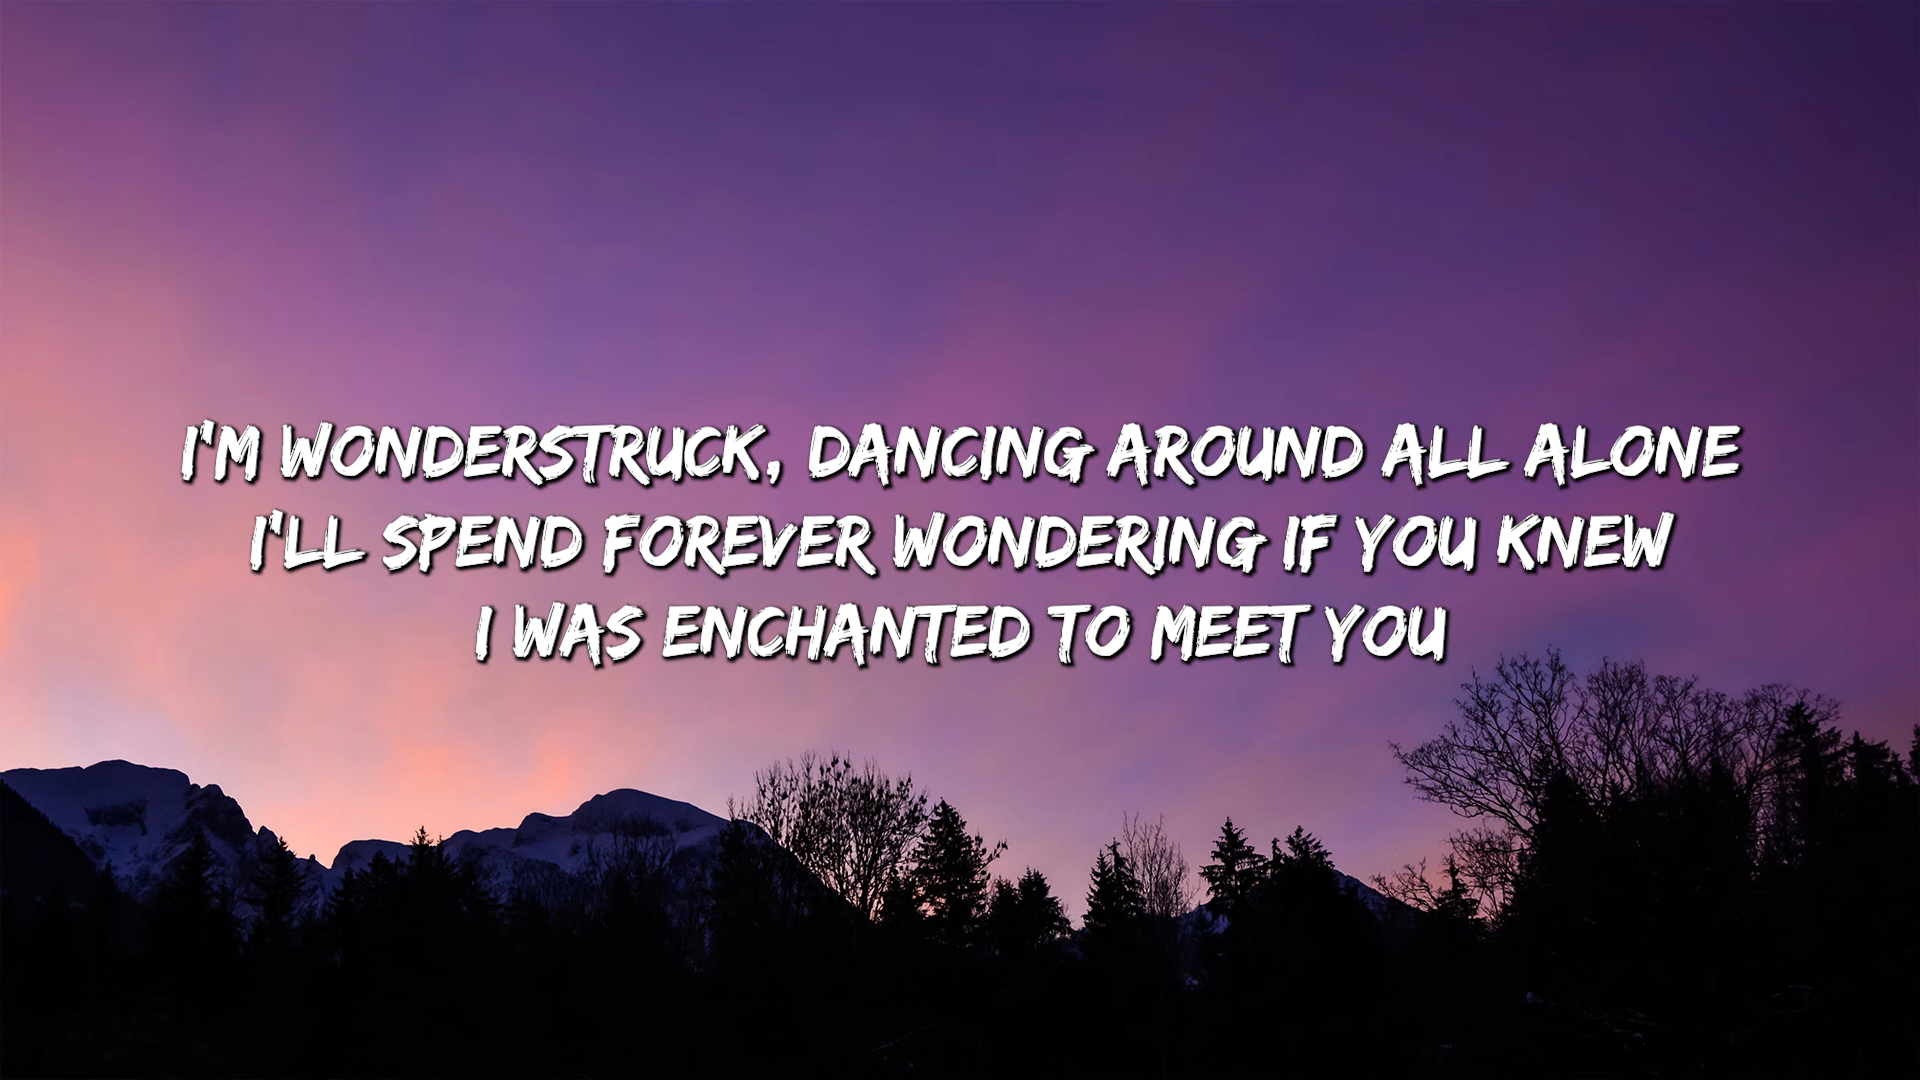 I'M WONDERSTRUCK, DANCING AROUND ALL ALONE
I'LL SPEND FOREVER WONDERING IF YOU KNEW
I WAS ENCHANTED TO MEET YOU